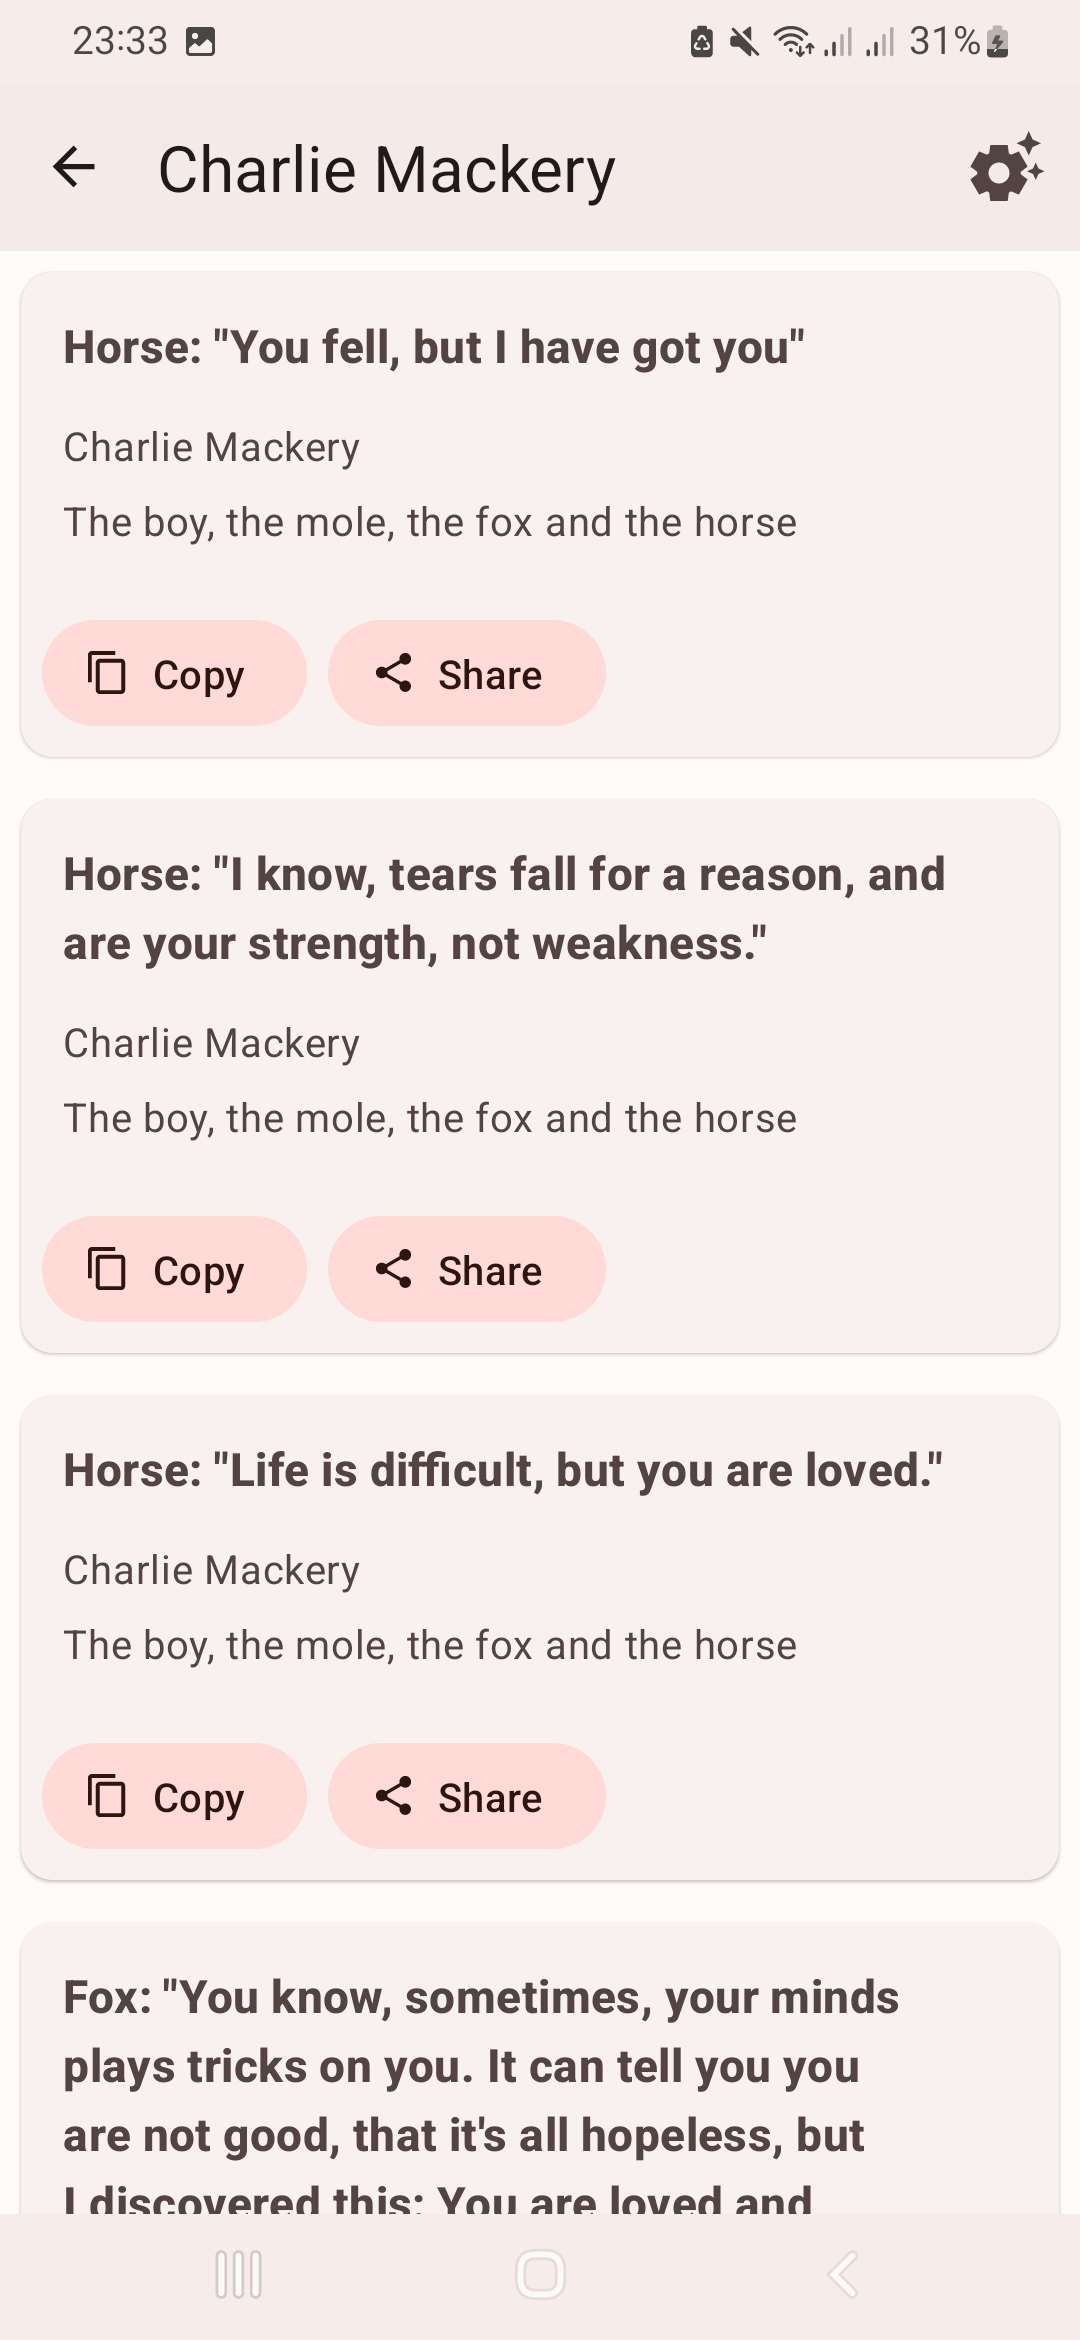 23:33
31%
Charlie Mackery
Horse: "You fell, but I have got you"
Charlie Mackery
The boy, the mole, the fox and the horse
Copy
Share
Horse: "I know, tears fall for a reason, and
are your strength, not weakness."
Charlie Mackery
The boy, the mole, the fox and the horse
Copy
Share
Horse: "Life is difficult, but you are loved."
Charlie Mackery
The boy, the mole, the fox and the horse
Copy
Share
Fox: "You know, sometimes, your minds
plays tricks on you. It can tell you you
are not good, that it's all hopeless, but
I discovered this: You are loved and